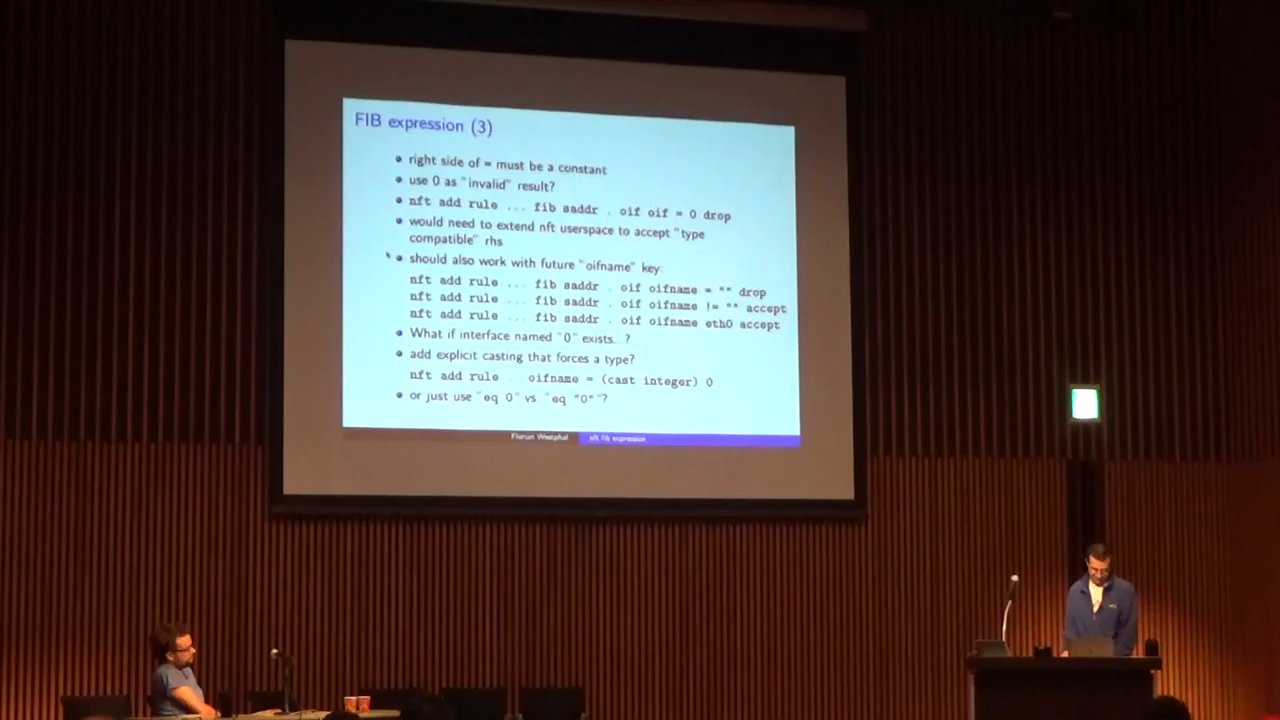 FIB expression (3)
right side of = must be a constant
use 0 as "invalid" result?
nft add rule ... fib saddr . oif oif = 0 drop
would need to extend nft userspace to accept "type
compatible" rhs
should also work with future "oifname" key:
nft add rule ... fib saddr . oif oifname = "" drop
nft add rule ... fib saddr . oif oifname != "" accept
nft add rule ... fib saddr . oif oifname eth0 accept
What if interface named "0" exists...?
add explicit casting that forces a type?
nft add rule ... oifname = (cast integer) 0
or just use "eq 0" vs. "eq "0""?
Florian Westphal nft fib expression